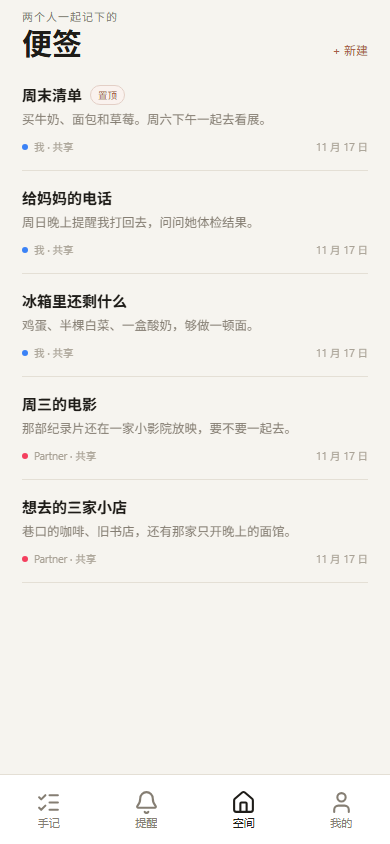 两个人一起记下的
便签
+ 新建
周末清单 置顶
买牛奶、面包和草莓。周六下午一起去看展。
我 · 共享 11 月 17 日
给妈妈的电话
周日晚上提醒我打回去，问问她体检结果。
我 · 共享 11 月 17 日
冰箱里还剩什么
鸡蛋、半棵白菜、一盒酸奶，够做一顿面。
我 · 共享 11 月 17 日
周三的电影
那部纪录片还在一家小影院放映，要不要一起去。
Partner · 共享 11 月 17 日
想去的三家小店
巷口的咖啡、旧书店，还有那家只开晚上的面馆。
Partner · 共享 11 月 17 日
手记 提醒 空间 我的